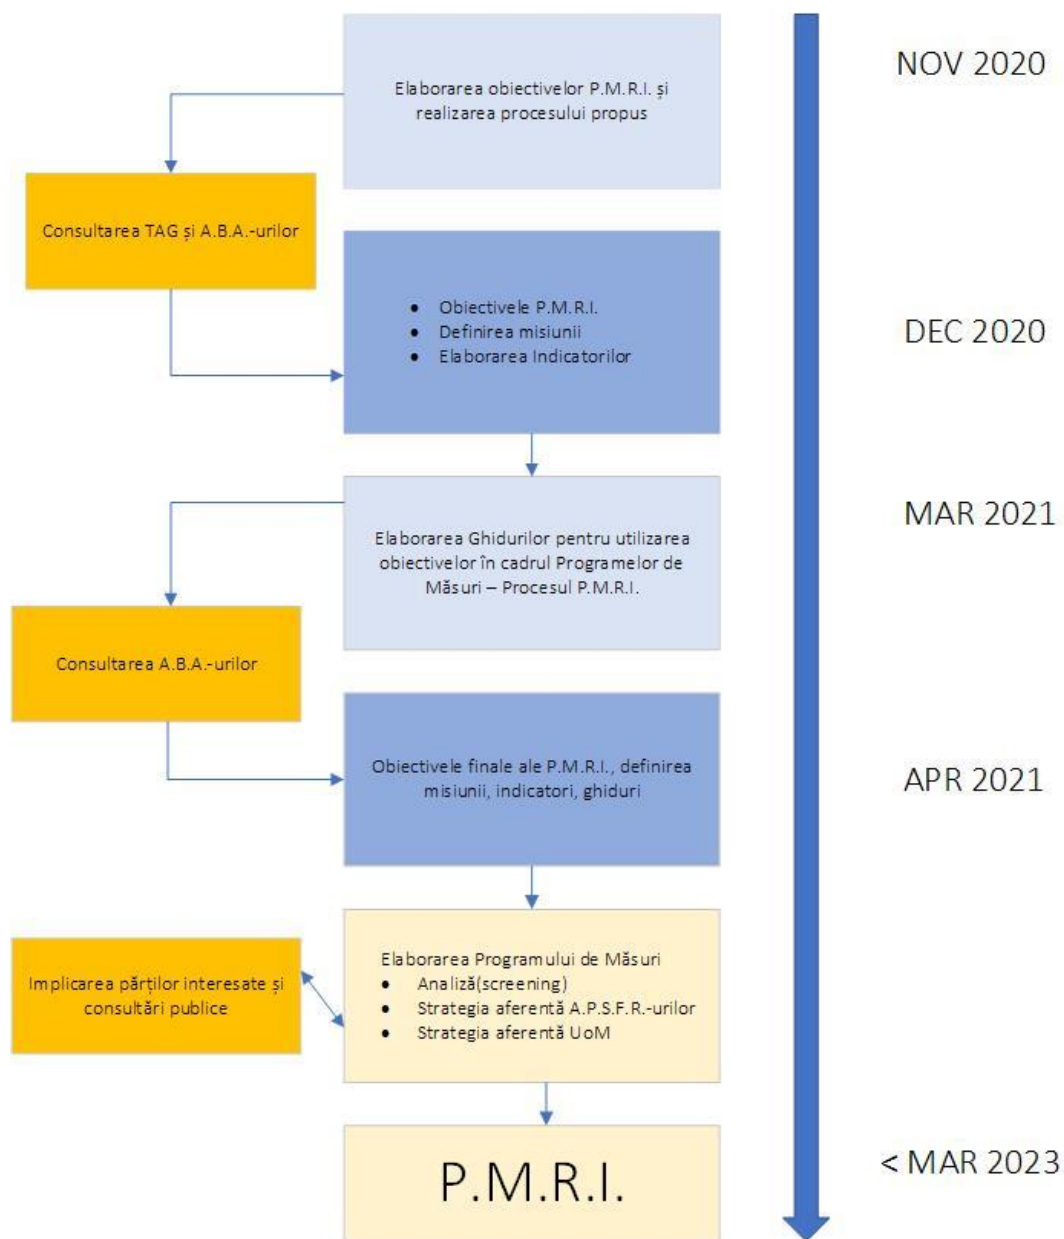 NOV 2020
Elaborarea obiectivelor P.M.R.I. și
realizarea procesului propus
Consultarea TAG și A.B.A.-urilor
• Obiectivele P.M.R.I.
• Definirea misiunii
• Elaborarea Indicatorilor
DEC 2020
MAR 2021
Elaborarea Ghidurilor pentru utilizarea
obiectivelor în cadrul Programelor de
Măsuri – Procesul P.M.R.I.
Consultarea A.B.A.-urilor
Obiectivele finale ale P.M.R.I., definirea
misiunii, indicatori, ghiduri
APR 2021
Implicarea părților interesate și
consultări publice
Elaborarea Programului de Măsuri
• Analiză(screening)
• Strategia aferentă A.P.S.F.R.-urilor
• Strategia aferentă UoM
P.M.R.I.
< MAR 2023